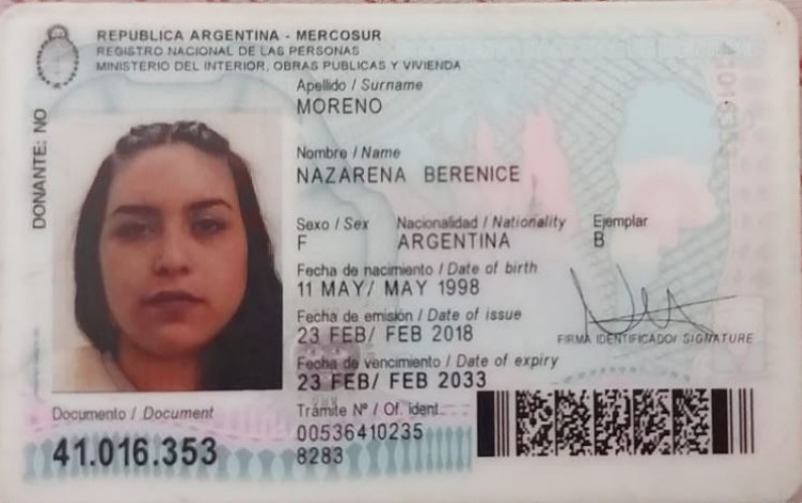 REPUBLICA ARGENTINA - MERCOSUR
REGISTRO NACIONAL DE LAS PERSONAS
MINISTERIO DEL INTERIOR, OBRAS PUBLICAS Y VIVIENDA
Apellido / Surname
MORENO
Nombre / Name
NAZARENA BERENICE
Sexo / Sex Nacionalidad / Nationality Ejemplar
F ARGENTINA B
Fecha de nacimiento / Date of birth
11 MAY/ MAY 1998
Fecha de emisión / Date of issue
23 FEB/ FEB 2018
FIRMA IDENTIFICADO/ SIGNATURE
Fecha de vencimiento / Date of expiry
23 FEB/ FEB 2033
Trámite Nº / Of. ident.
00536410235
8283
Documento / Document
41.016.353
DONANTE: NO